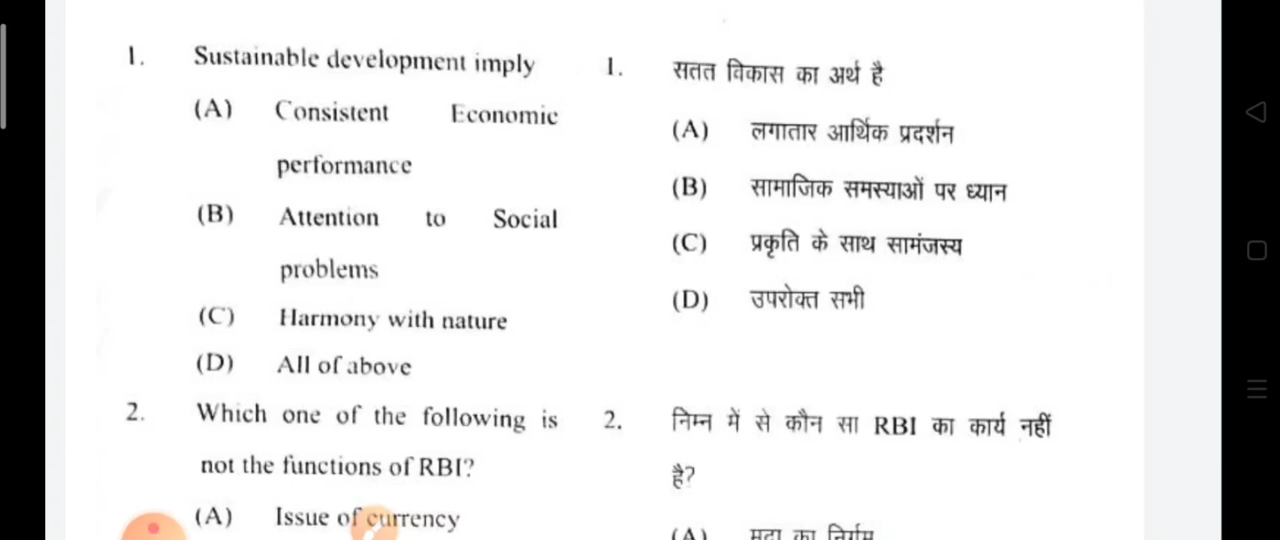 1. Sustainable development imply
(A) Consistent Economic
performance
(B) Attention to Social
problems
(C) Harmony with nature
(D) All of above
2. Which one of the following is
not the functions of RBI?
(A) Issue of currency
1. सतत विकास का अर्थ है
(A) लगातार आर्थिक प्रदर्शन
(B) सामाजिक समस्याओं पर ध्यान
(C) प्रकृति के साथ सामंजस्य
(D) उपरोक्त सभी
2. निम्न में से कौन सा RBI का कार्य नहीं
है?
(A) मुद्रा का निर्गम